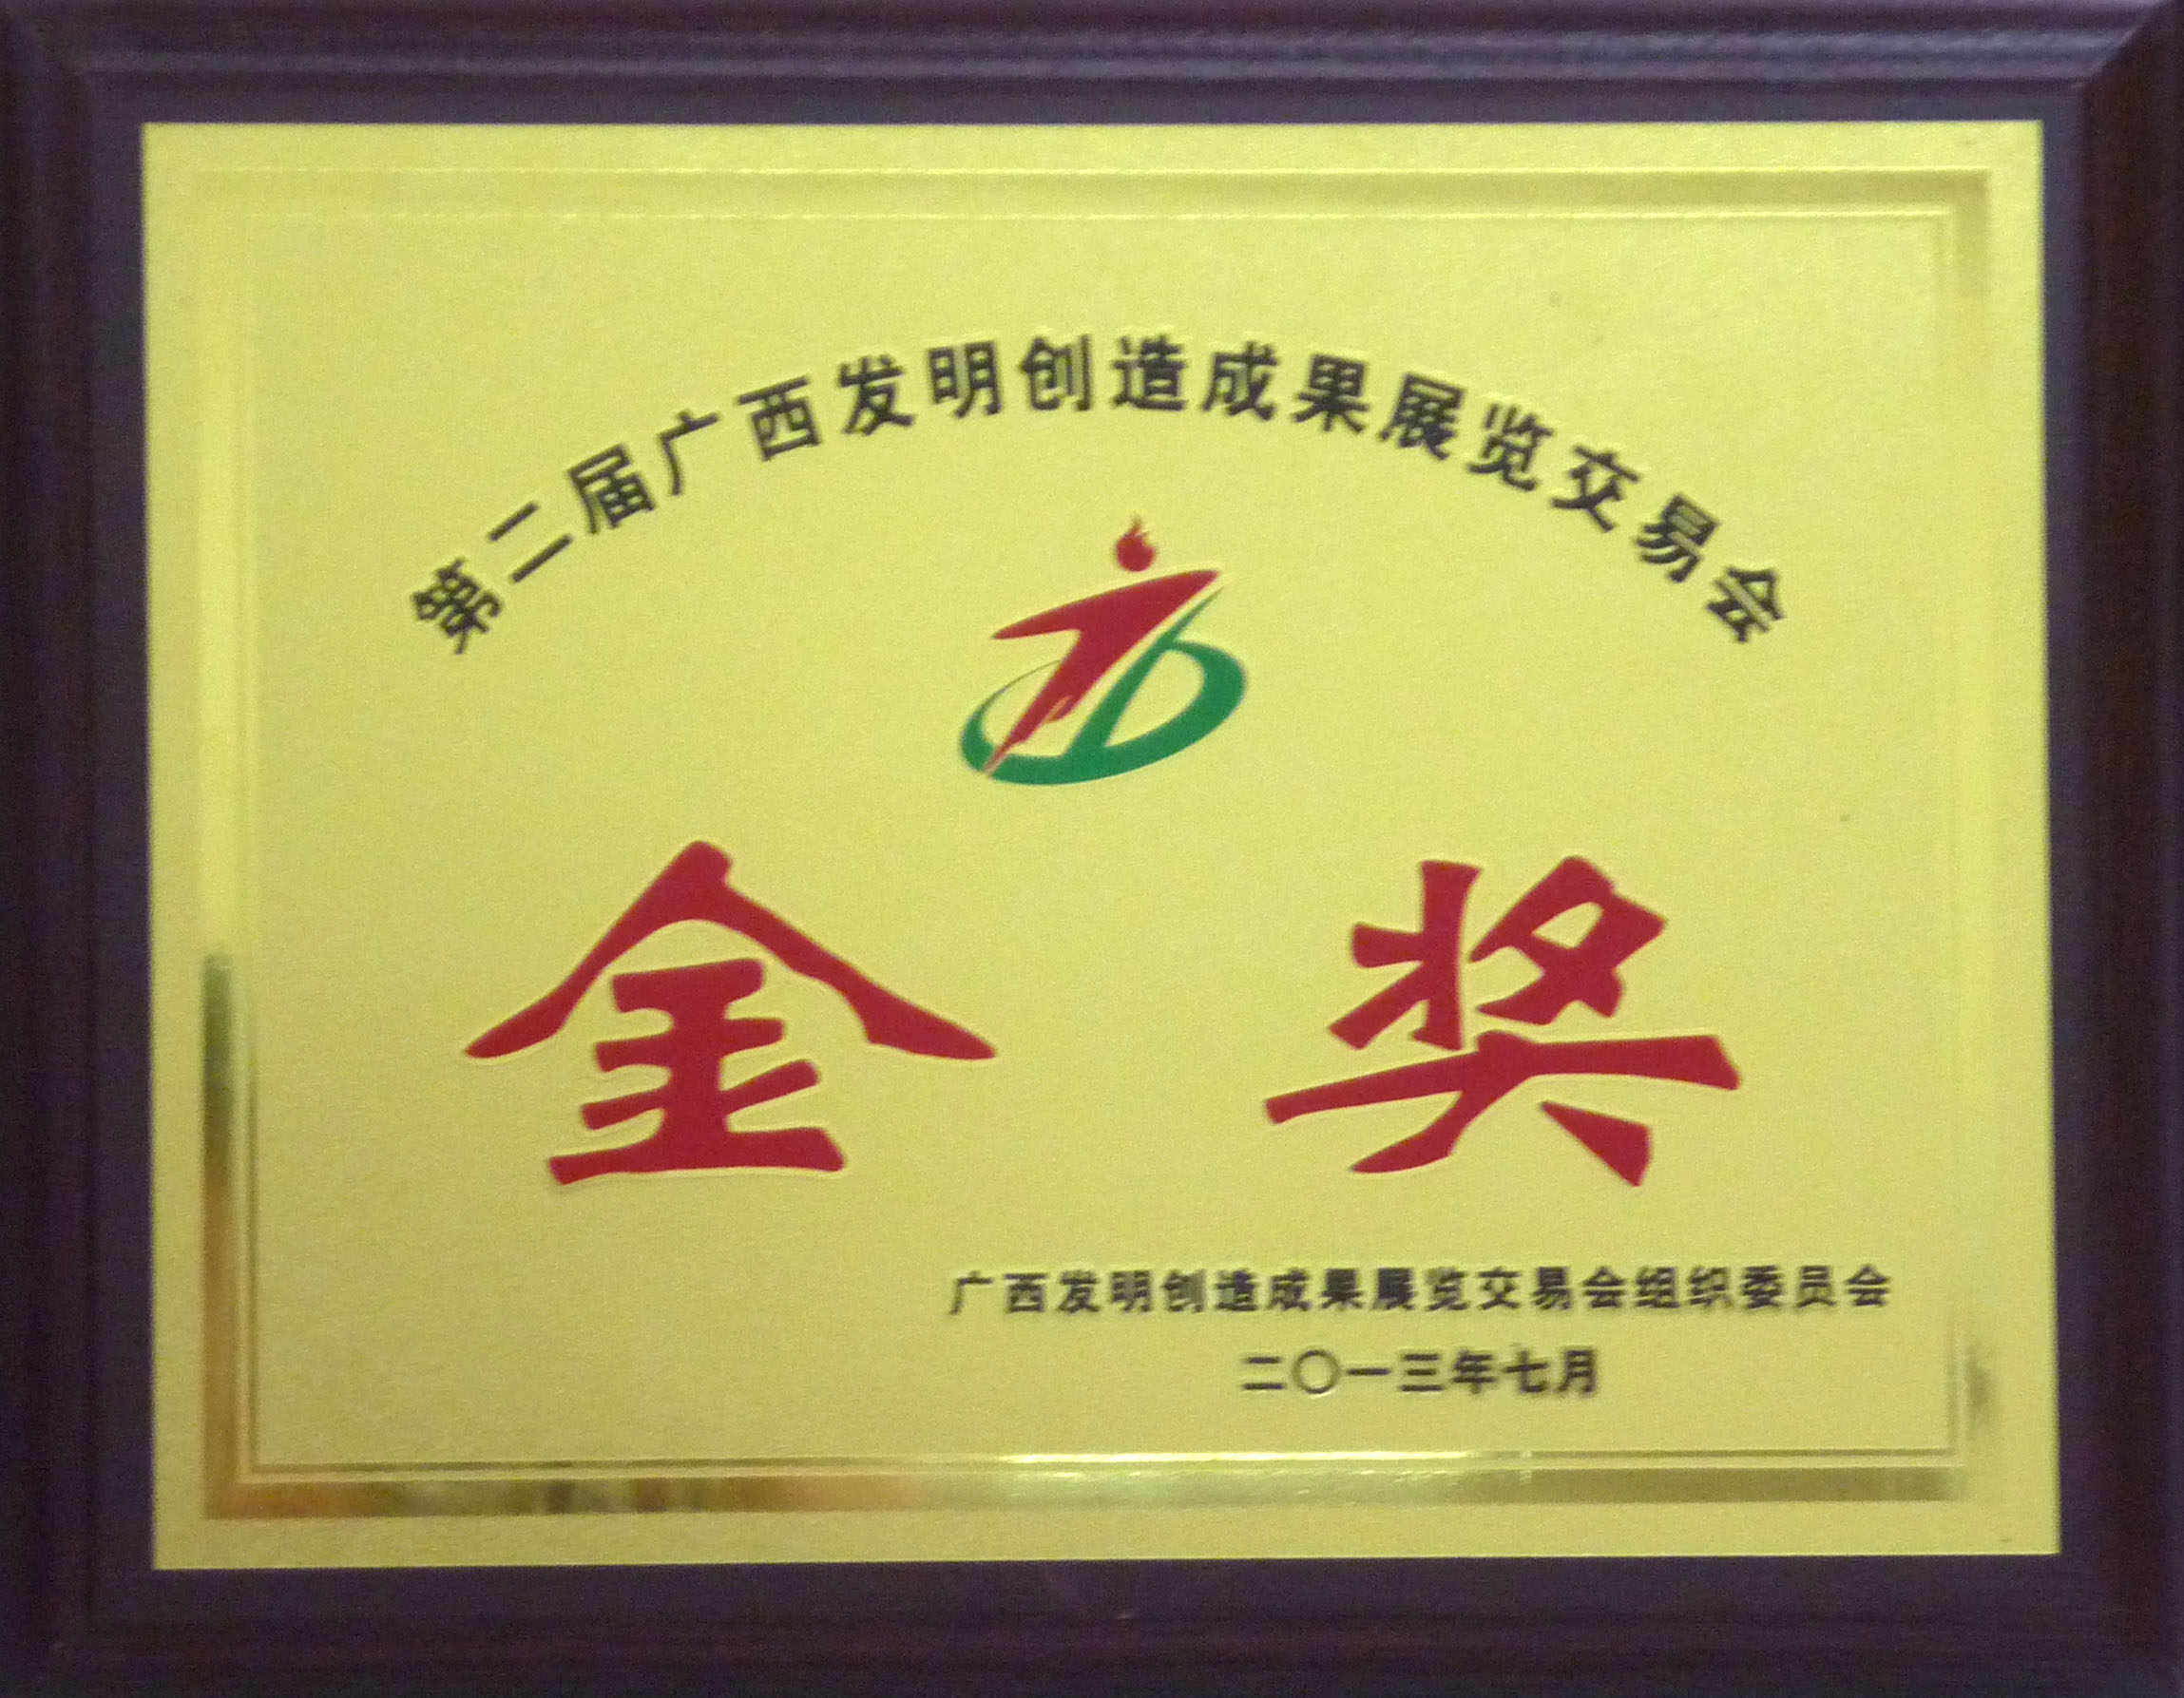 第二届广西发明创造成果展览交易会
金奖
广西发明创造成果展览交易会组织委员会
二〇一三年七月